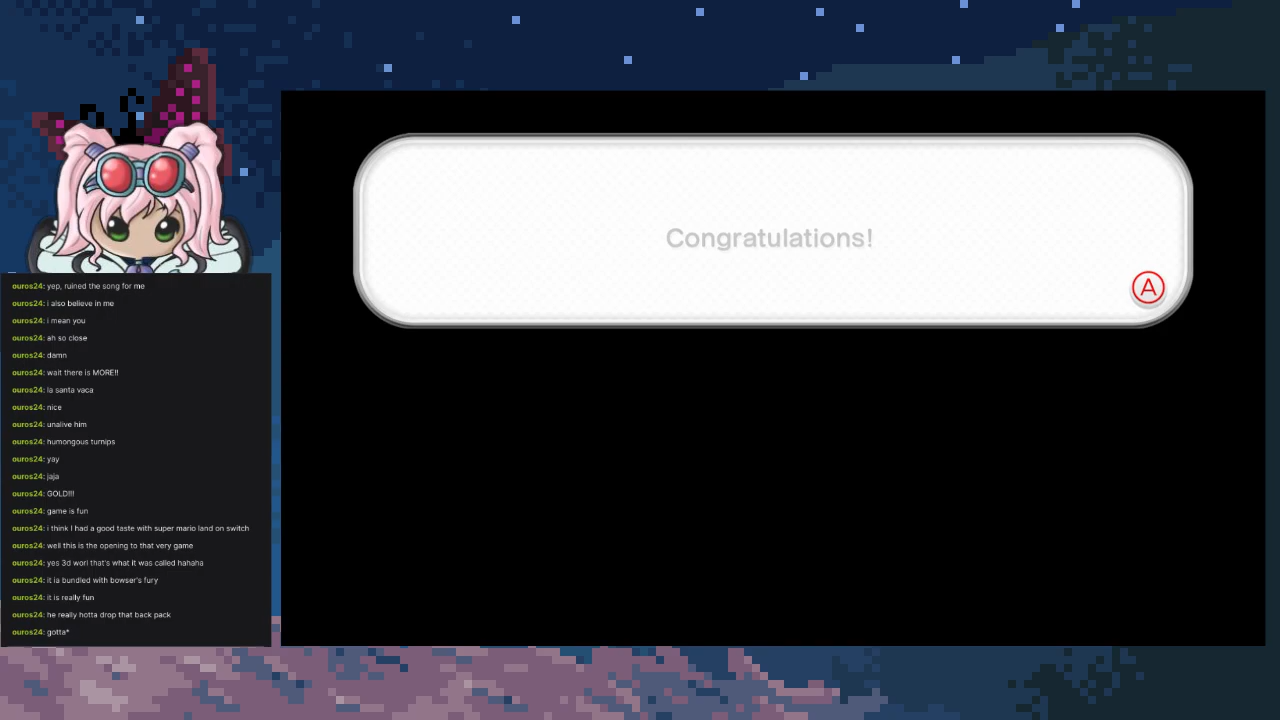 ouros24: yep, ruined the song for me
ouros24: i also believe in me
ouros24: i mean you
ouros24: ah so close
ouros24: damn
ouros24: wait there is MORE!!
ouros24: la santa vaca
ouros24: nice
ouros24: unalive him
ouros24: humongous turnips
ouros24: yay
ouros24: jaja
ouros24: GOLD!!!
ouros24: game is fun
ouros24: i think I had a good taste with super mario land on switch
ouros24: well this is the opening to that very game
ouros24: yes 3d worl that's what it was called hahaha
ouros24: it ia bundled with bowser's fury
ouros24: it is really fun
ouros24: he really hotta drop that back pack
ouros24: gotta*
Congratulations!
A